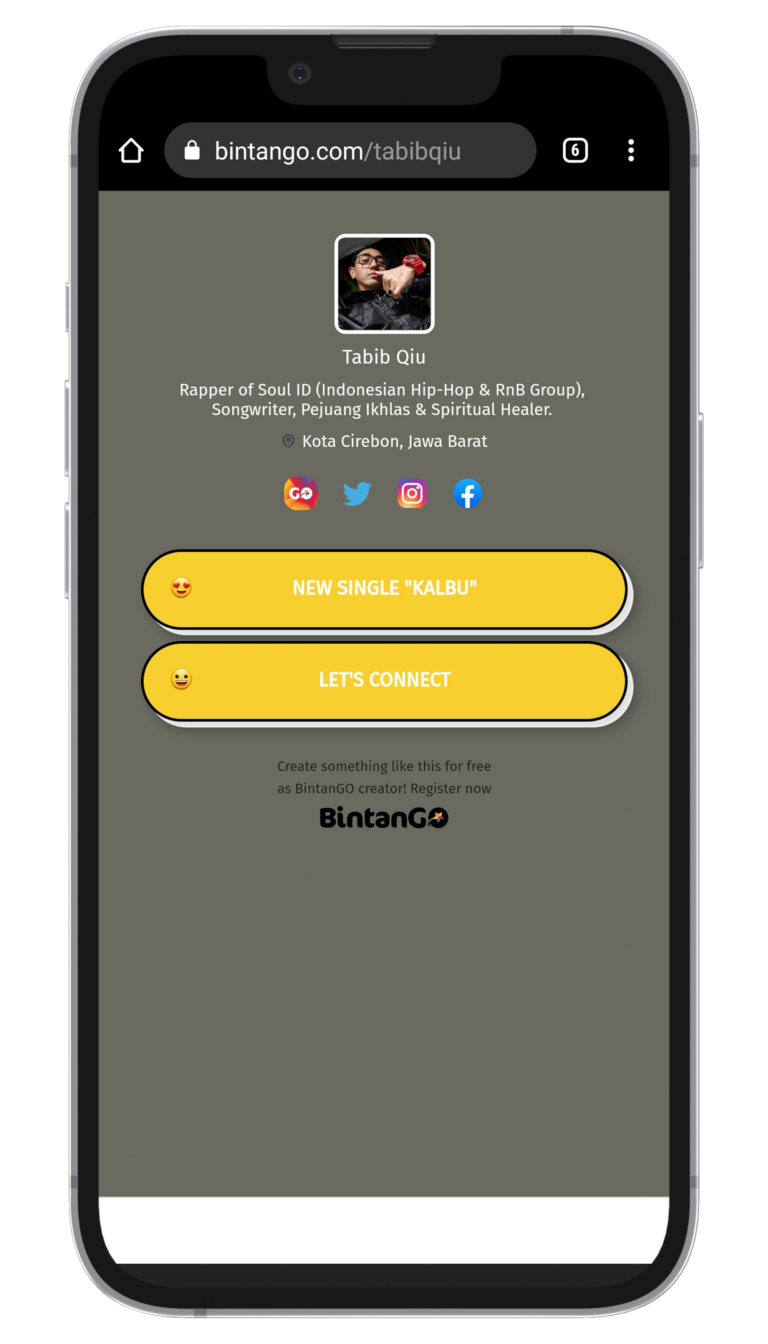 bintango.com/tabibqiu
6
Tabib Qiu
Rapper of Soul ID (Indonesian Hip-Hop & RnB Group),
Songwriter, Pejuang Ikhlas & Spiritual Healer.
Kota Cirebon, Jawa Barat
GO
NEW SINGLE "KALBU"
LET'S CONNECT
Create something like this for free
as BintanGO creator! Register now
BintanGO